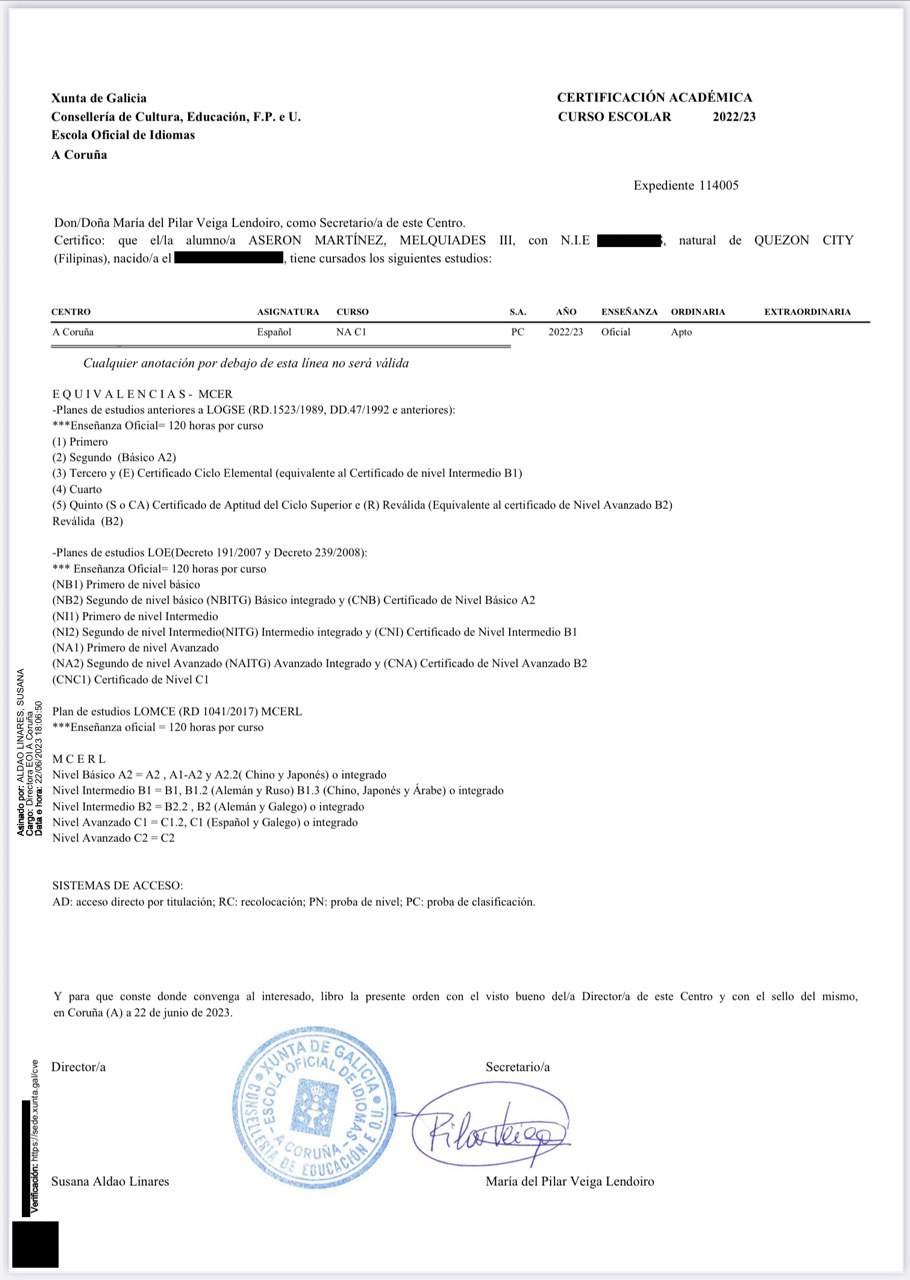 Xunta de Galicia
Consellería de Cultura, Educación, F.P. e U.
Escola Oficial de Idiomas
A Coruña
CERTIFICACIÓN ACADÉMICA
CURSO ESCOLAR 2022/23
Expediente 114005
Don/Doña María del Pilar Veiga Lendoiro, como Secretario/a de este Centro.
Certifico: que el/la alumno/a ASERON MARTÍNEZ, MELQUIADES III, con N.I.E , natural de QUEZON CITY
(Filipinas), nacido/a el , tiene cursados los siguientes estudios:
CENTRO ASIGNATURA CURSO S.A. AÑO ENSEÑANZA ORDINARIA EXTRAORDINARIA
A Coruña Español NA C1 PC 2022/23 Oficial Apto
Cualquier anotación por debajo de esta línea no será válida
E Q U I V A L E N C I A S - MCER
-Planes de estudios anteriores a LOGSE (RD.1523/1989, DD.47/1992 e anteriores):
***Enseñanza Oficial= 120 horas por curso
(1) Primero
(2) Segundo (Básico A2)
(3) Tercero y (E) Certificado Ciclo Elemental (equivalente al Certificado de nivel Intermedio B1)
(4) Cuarto
(5) Quinto (S o CA) Certificado de Aptitud del Ciclo Superior e (R) Reválida (Equivalente al certificado de Nivel Avanzado B2)
Reválida (B2)
-Planes de estudios LOE(Decreto 191/2007 y Decreto 239/2008):
*** Enseñanza Oficial= 120 horas por curso
(NB1) Primero de nivel básico
(NB2) Segundo de nivel básico (NBITG) Básico integrado y (CNB) Certificado de Nivel Básico A2
(NI1) Primero de nivel Intermedio
(NI2) Segundo de nivel Intermedio(NITG) Intermedio integrado y (CNI) Certificado de Nivel Intermedio B1
(NA1) Primero de nivel Avanzado
(NA2) Segundo de nivel Avanzado (NAITG) Avanzado Integrado y (CNA) Certificado de Nivel Avanzado B2
(CNC1) Certificado de Nivel C1
Plan de estudios LOMCE (RD 1041/2017) MCERL
***Enseñanza oficial = 120 horas por curso
M C E R L
Nivel Básico A2 = A2 , A1-A2 y A2.2( Chino y Japonés) o integrado
Nivel Intermedio B1 = B1, B1.2 (Alemán y Ruso) B1.3 (Chino, Japonés y Árabe) o integrado
Nivel Intermedio B2 = B2.2 , B2 (Alemán y Galego) o integrado
Nivel Avanzado C1 = C1.2, C1 (Español y Galego) o integrado
Nivel Avanzado C2 = C2
SISTEMAS DE ACCESO:
AD: acceso directo por titulación; RC: recolocación; PN: proba de nivel; PC: proba de clasificación.
Y para que conste donde convenga al interesado, libro la presente orden con el visto bueno del/a Director/a de este Centro y con el sello del mismo,
en Coruña (A) a 22 de junio de 2023.
Director/a
Secretario/a
XUNTA DE GALICIA
CONSELLERÍA DE EDUCACIÓN E O.U.
ESCOLA OFICIAL DE IDIOMAS
- A CORUÑA -
Pilar Veiga
Susana Aldao Linares
María del Pilar Veiga Lendoiro
Asinado por: ALDAO LINARES, SUSANA
Cargo: Directora EOI A Coruña
Data e hora: 22/06/2023 18:06:50
Verificación: https://sede.xunta.gal/cve